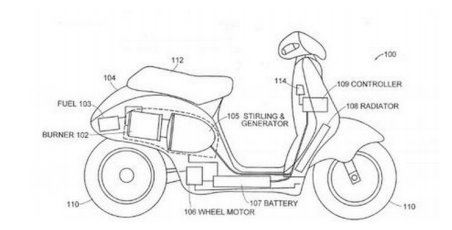 112
100
104
114
109 CONTROLLER
FUEL 103
108 RADIATOR
105 STIRLING &
GENERATOR
BURNER 102
110
106 WHEEL MOTOR
107 BATTERY
110